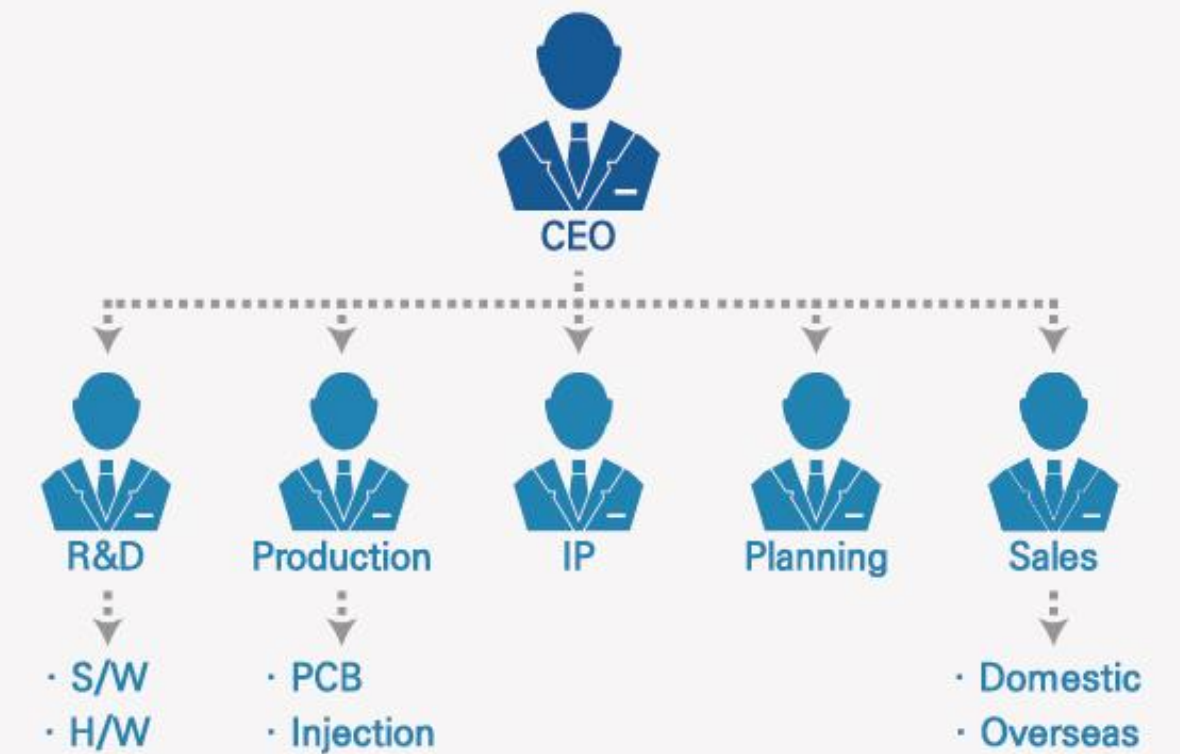 CEO
R&D Production IP Planning Sales
· S/W · PCB · Domestic
· H/W · Injection · Overseas